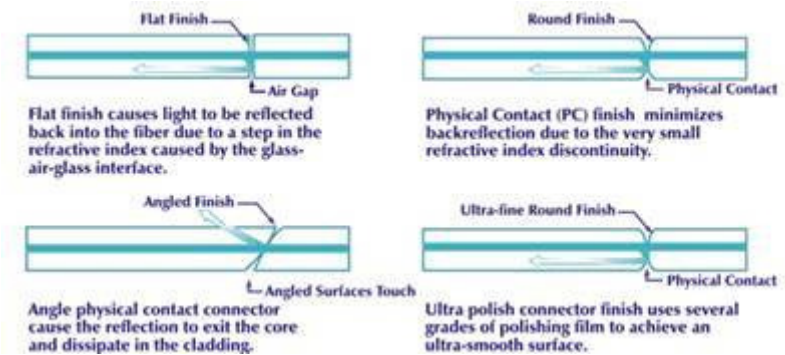 Flat Finish
Air Gap
Flat finish causes light to be reflected
back into the fiber due to a step in the
refractive index caused by the glass-
air-glass interface.
Round Finish
Physical Contact
Physical Contact (PC) finish minimizes
backreflection due to the very small
refractive index discontinuity.
Angled Finish
Angled Surfaces Touch
Angle physical contact connector
cause the reflection to exit the core
and dissipate in the cladding.
Ultra-fine Round Finish
Physical Contact
Ultra polish connector finish uses several
grades of polishing film to achieve an
ultra-smooth surface.